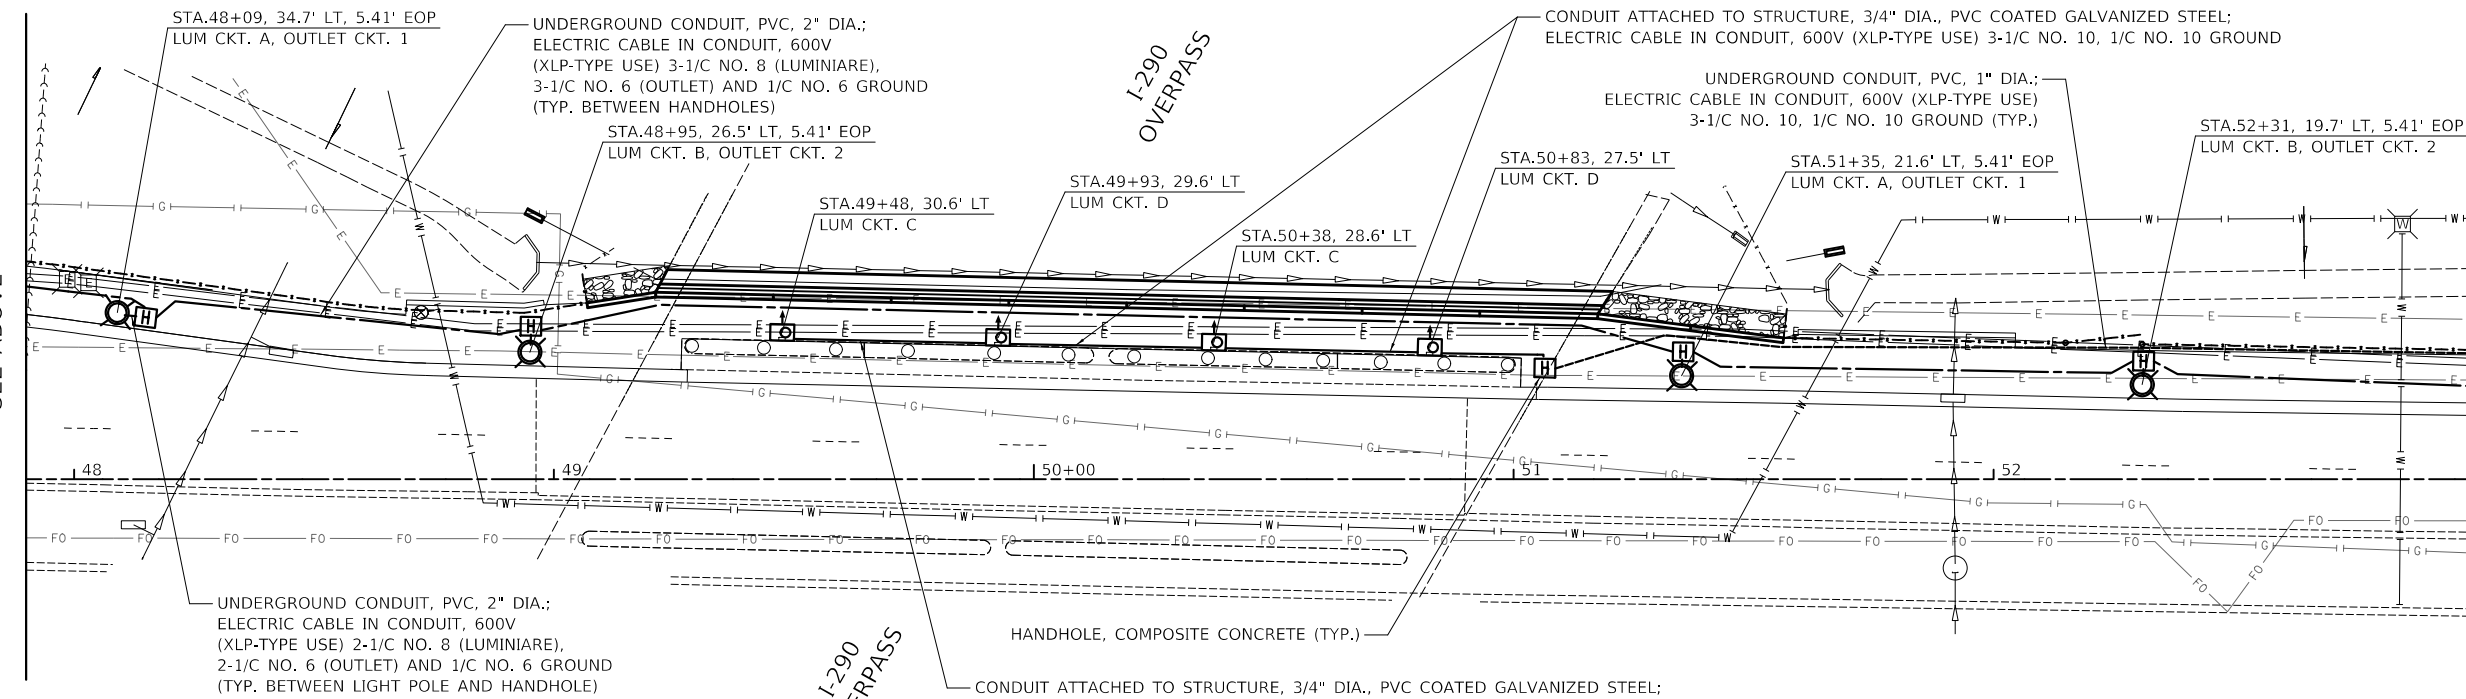 STA.48+09, 34.7' LT, 5.41' EOP
LUM CKT. A, OUTLET CKT. 1
UNDERGROUND CONDUIT, PVC, 2" DIA.;
ELECTRIC CABLE IN CONDUIT, 600V
(XLP-TYPE USE) 3-1/C NO. 8 (LUMINIARE),
3-1/C NO. 6 (OUTLET) AND 1/C NO. 6 GROUND
(TYP. BETWEEN HANDHOLES)
STA.48+95, 26.5' LT, 5.41' EOP
LUM CKT. B, OUTLET CKT. 2
I-290
OVERPASS
CONDUIT ATTACHED TO STRUCTURE, 3/4" DIA., PVC COATED GALVANIZED STEEL;
ELECTRIC CABLE IN CONDUIT, 600V (XLP-TYPE USE) 3-1/C NO. 10, 1/C NO. 10 GROUND
UNDERGROUND CONDUIT, PVC, 1" DIA.;
ELECTRIC CABLE IN CONDUIT, 600V (XLP-TYPE USE)
3-1/C NO. 10, 1/C NO. 10 GROUND (TYP.)
STA.52+31, 19.7' LT, 5.41' EOP
LUM CKT. B, OUTLET CKT. 2
STA.49+48, 30.6' LT
LUM CKT. C
STA.49+93, 29.6' LT
LUM CKT. D
STA.50+38, 28.6' LT
LUM CKT. C
STA.50+83, 27.5' LT
LUM CKT. D
STA.51+35, 21.6' LT, 5.41' EOP
LUM CKT. A, OUTLET CKT. 1
48
49
50+00
51
52
UNDERGROUND CONDUIT, PVC, 2" DIA.;
ELECTRIC CABLE IN CONDUIT, 600V
(XLP-TYPE USE) 2-1/C NO. 8 (LUMINIARE),
2-1/C NO. 6 (OUTLET) AND 1/C NO. 6 GROUND
(TYP. BETWEEN LIGHT POLE AND HANDHOLE)
I-290
HANDHOLE, COMPOSITE CONCRETE (TYP.)
CONDUIT ATTACHED TO STRUCTURE, 3/4" DIA., PVC COATED GALVANIZED STEEL;